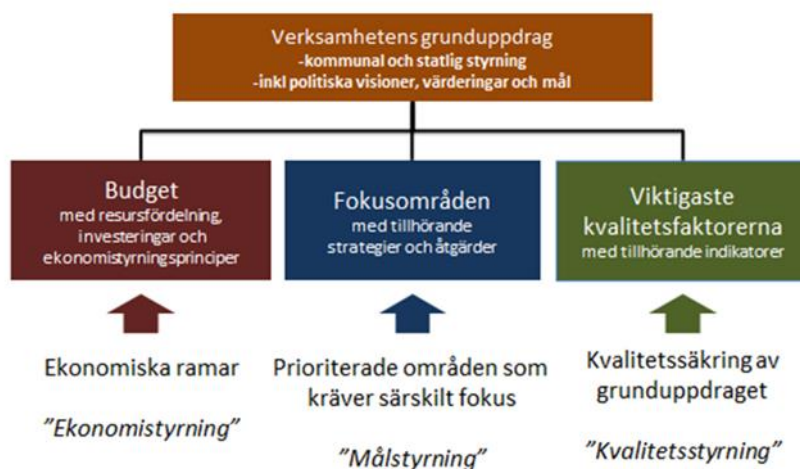 Verksamhetens grunduppdrag
-kommunal och statlig styrning
-inkl politiska visioner, värderingar och mål
Budget
med resursfördelning,
investeringar och
ekonomistyrningsprinciper
Fokusområden
med tillhörande
strategier och åtgärder
Viktigaste
kvalitetsfaktorerna
med tillhörande indikatorer
Ekonomiska ramar
"Ekonomistyrning"
Prioriterade områden som
kräver särskilt fokus
"Målstyrning"
Kvalitetssäkring av
grunduppdraget
"Kvalitetsstyrning"